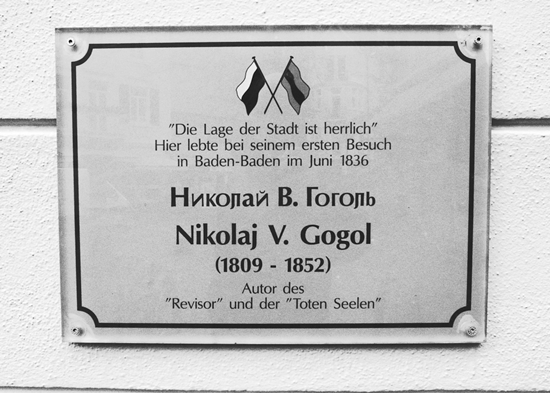 "Die Lage der Stadt ist herrlich"
Hier lebte bei seinem ersten Besuch
in Baden-Baden im Juni 1836
Николай В. Гоголь
Nikolaj V. Gogol
(1809 - 1852)
Autor des
"Revisor" und der "Toten Seelen"